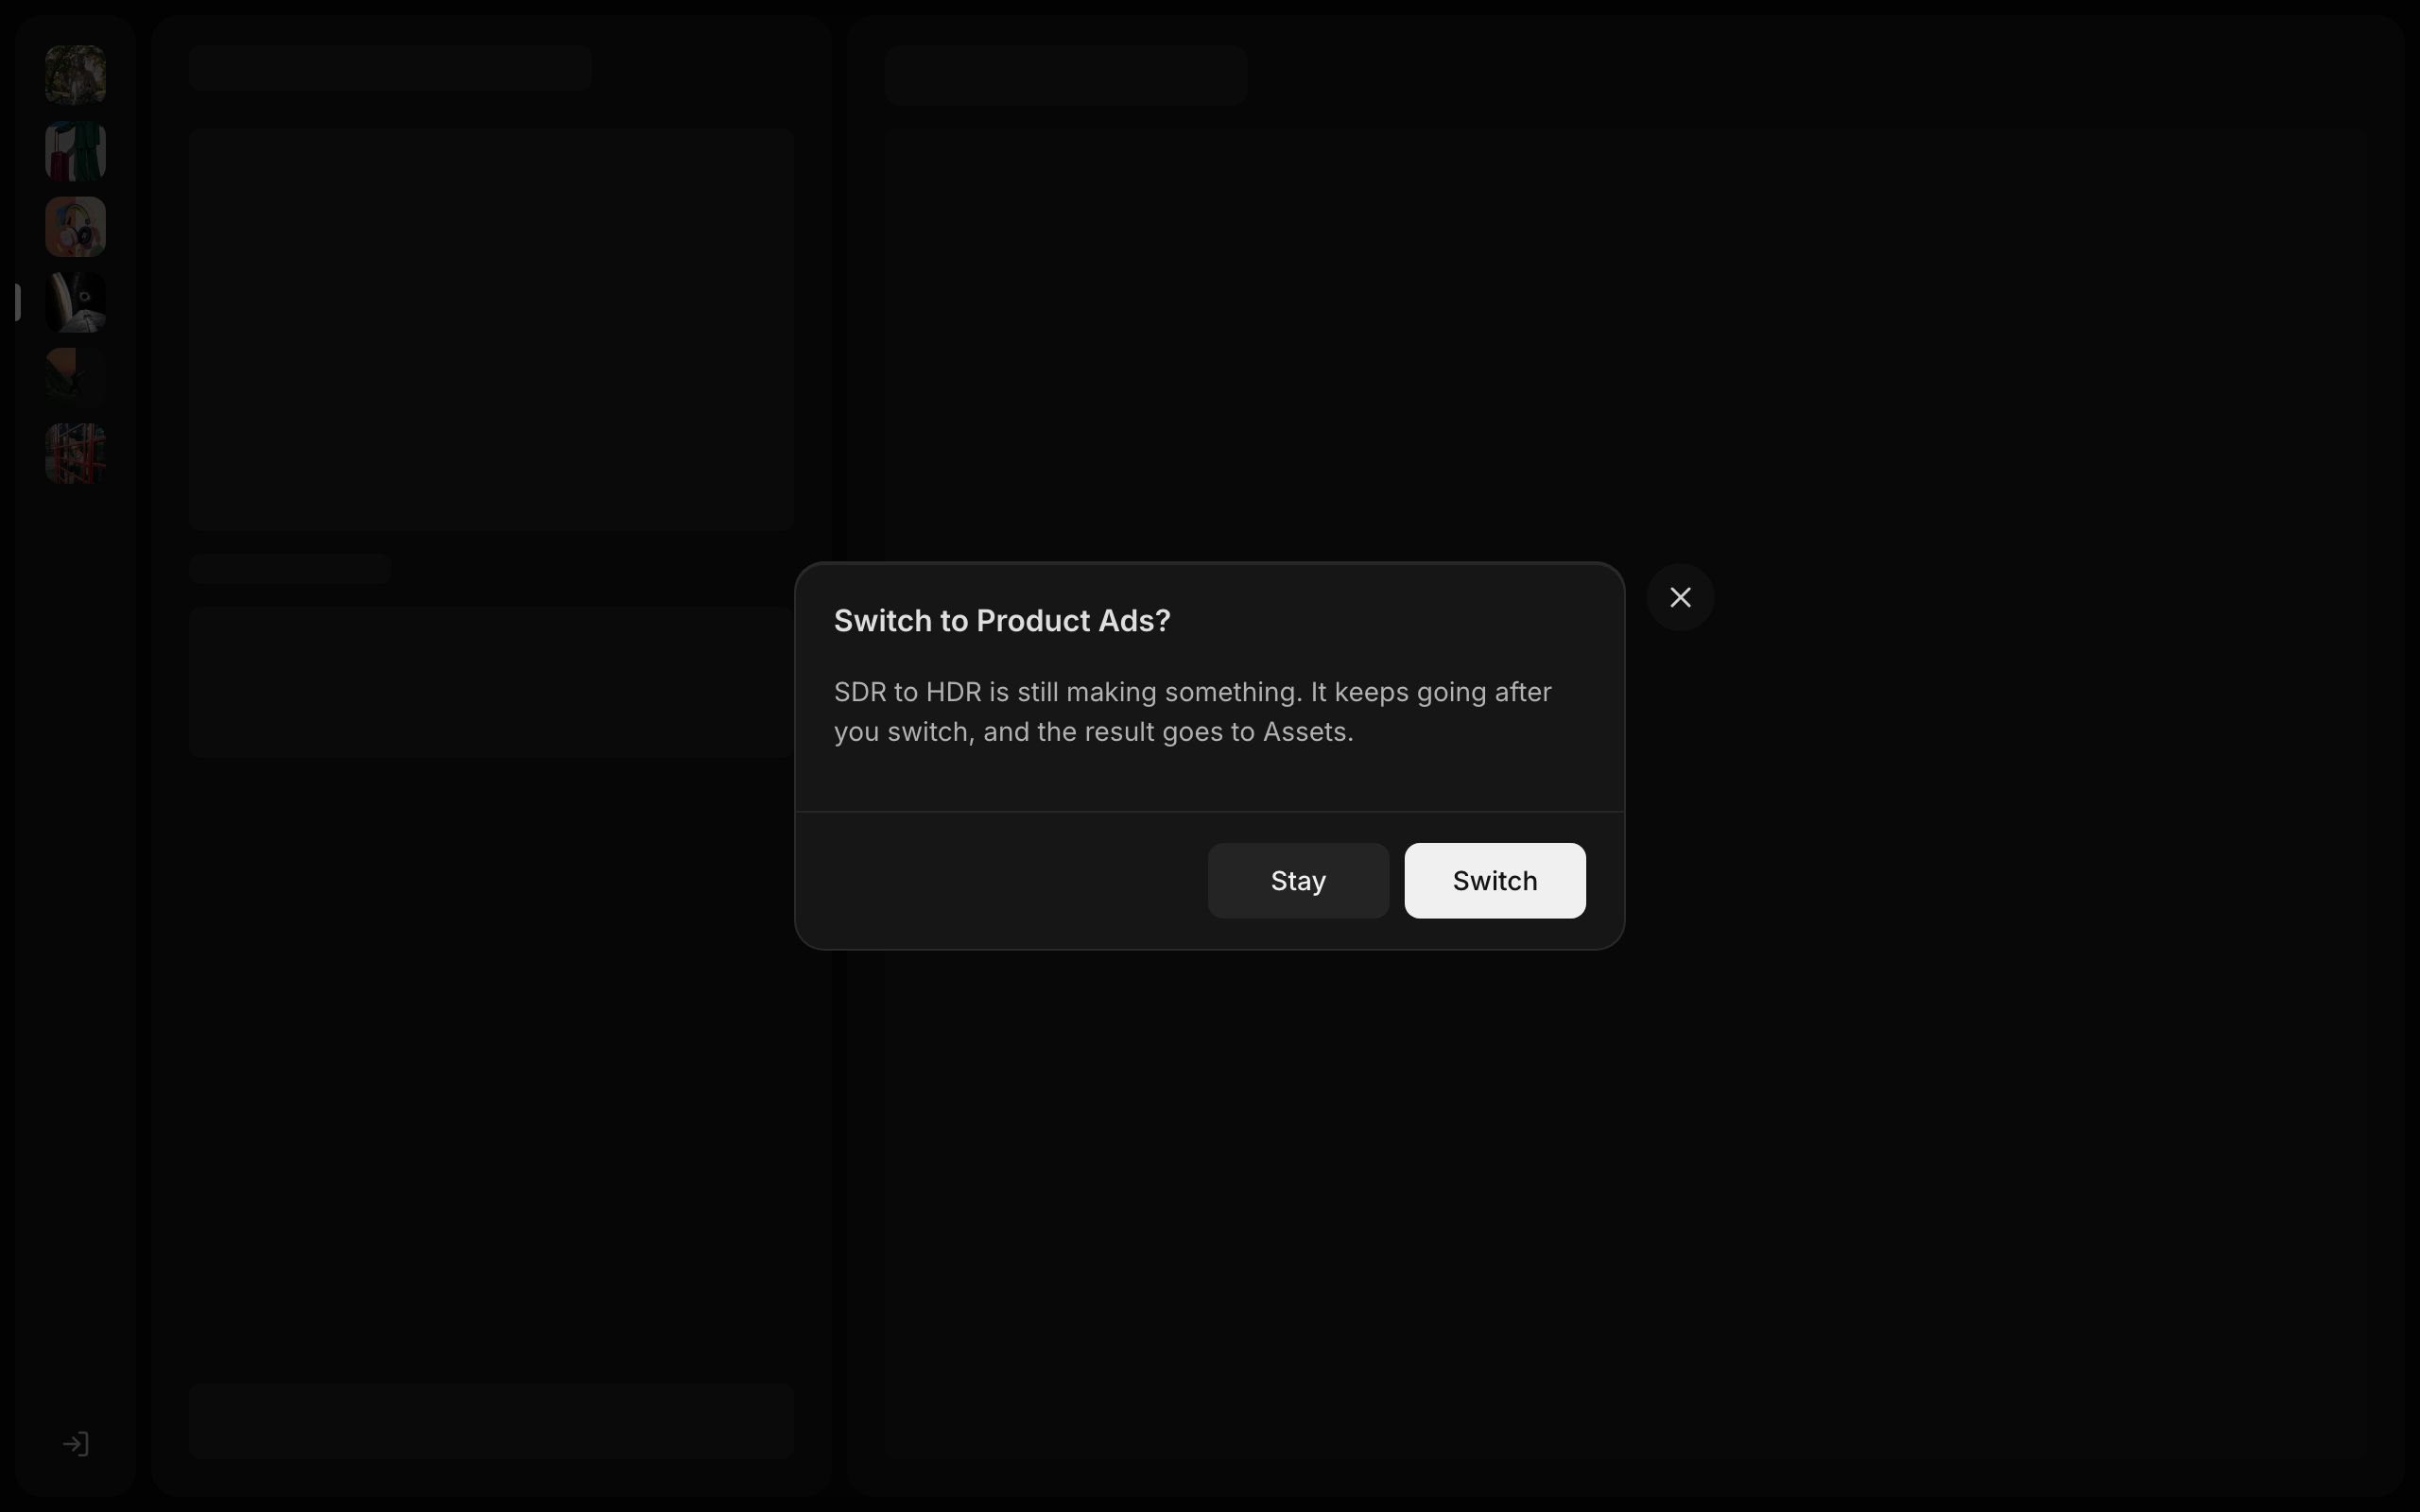 Switch to Product Ads?
SDR to HDR is still making something. It keeps going after
you switch, and the result goes to Assets.
Stay
Switch